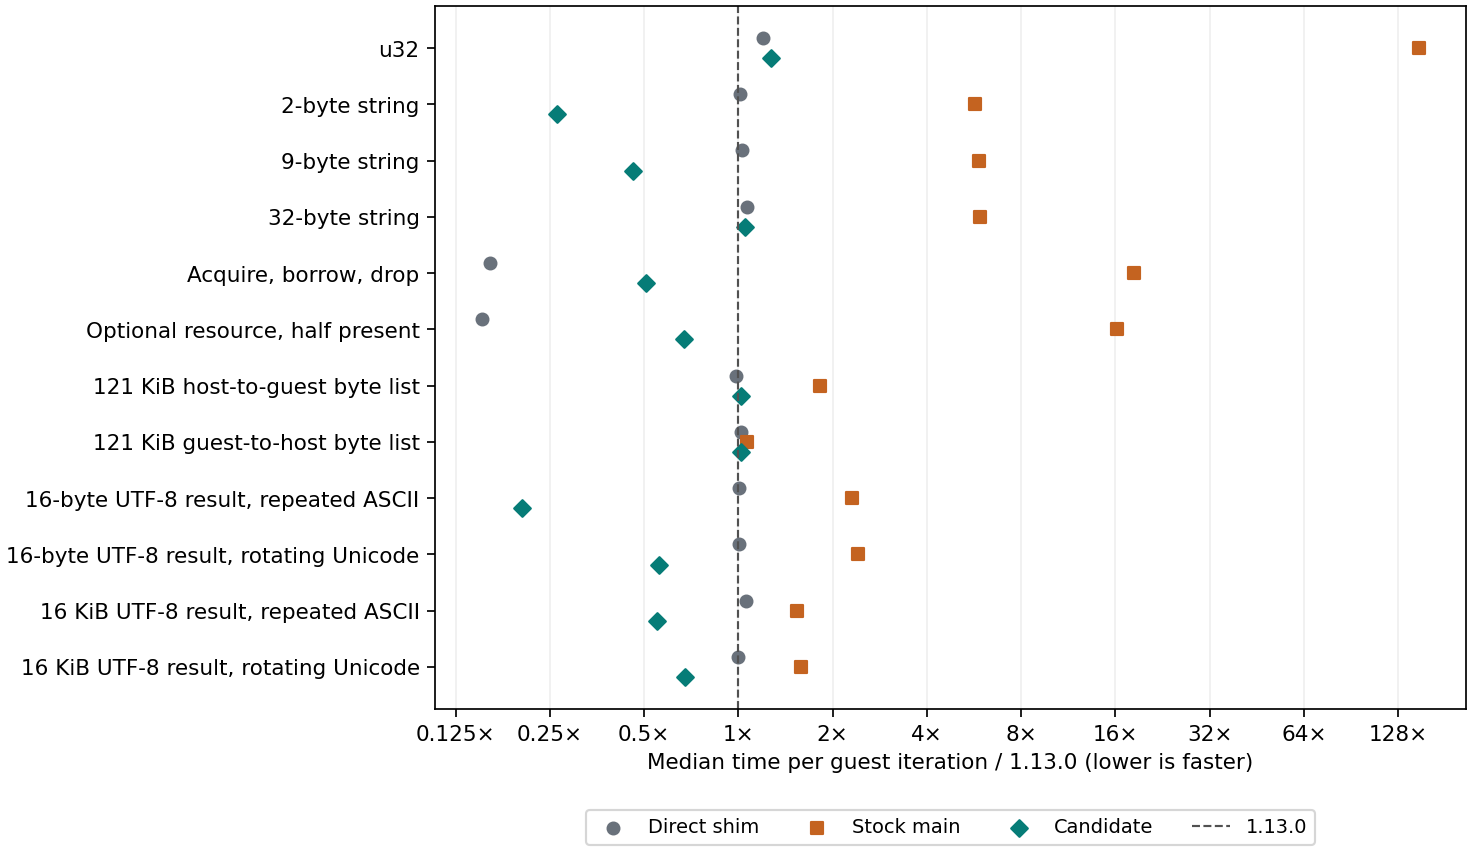 u32
2-byte string
9-byte string
32-byte string
Acquire, borrow, drop
Optional resource, half present
121 KiB host-to-guest byte list
121 KiB guest-to-host byte list
16-byte UTF-8 result, repeated ASCII
16-byte UTF-8 result, rotating Unicode
16 KiB UTF-8 result, repeated ASCII
16 KiB UTF-8 result, rotating Unicode
0.125× 0.25× 0.5× 1× 2× 4× 8× 16× 32× 64× 128×
Median time per guest iteration / 1.13.0 (lower is faster)
Direct shim Stock main Candidate 1.13.0